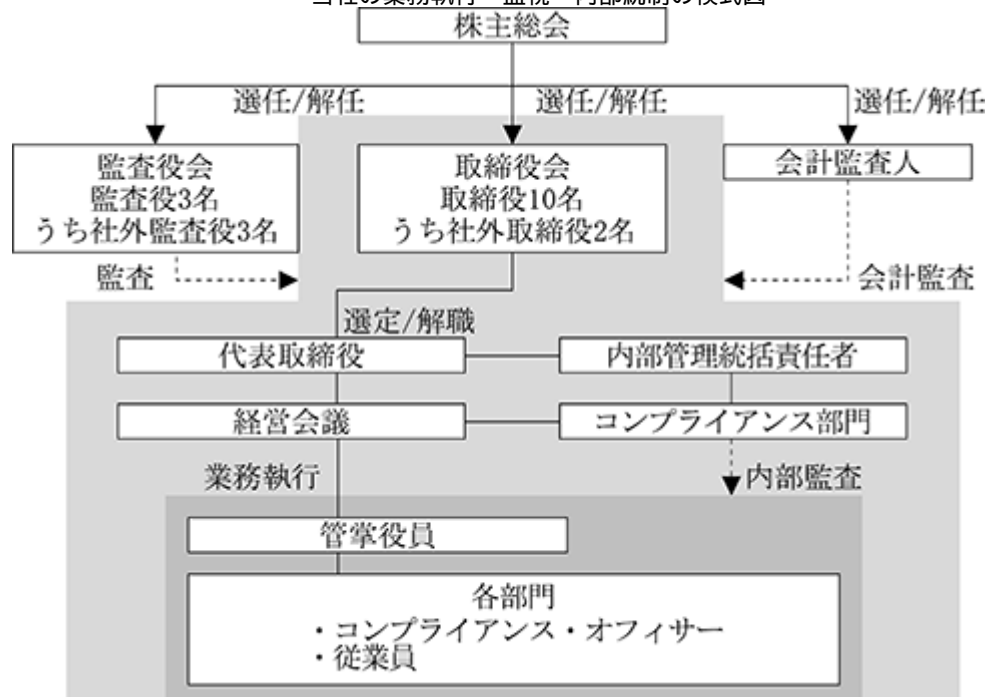 当社の業務執行・監視・内部統制の模式図
株主総会
選任/解任
選任/解任
選任/解任
監査役会
監査役3名
うち社外監査役3名
取締役会
取締役10名
うち社外取締役2名
会計監査人
監査
会計監査
選定/解職
代表取締役
内部管理統括責任者
経営会議
コンプライアンス部門
業務執行
内部監査
管掌役員
各部門
・コンプライアンス・オフィサー
・従業員